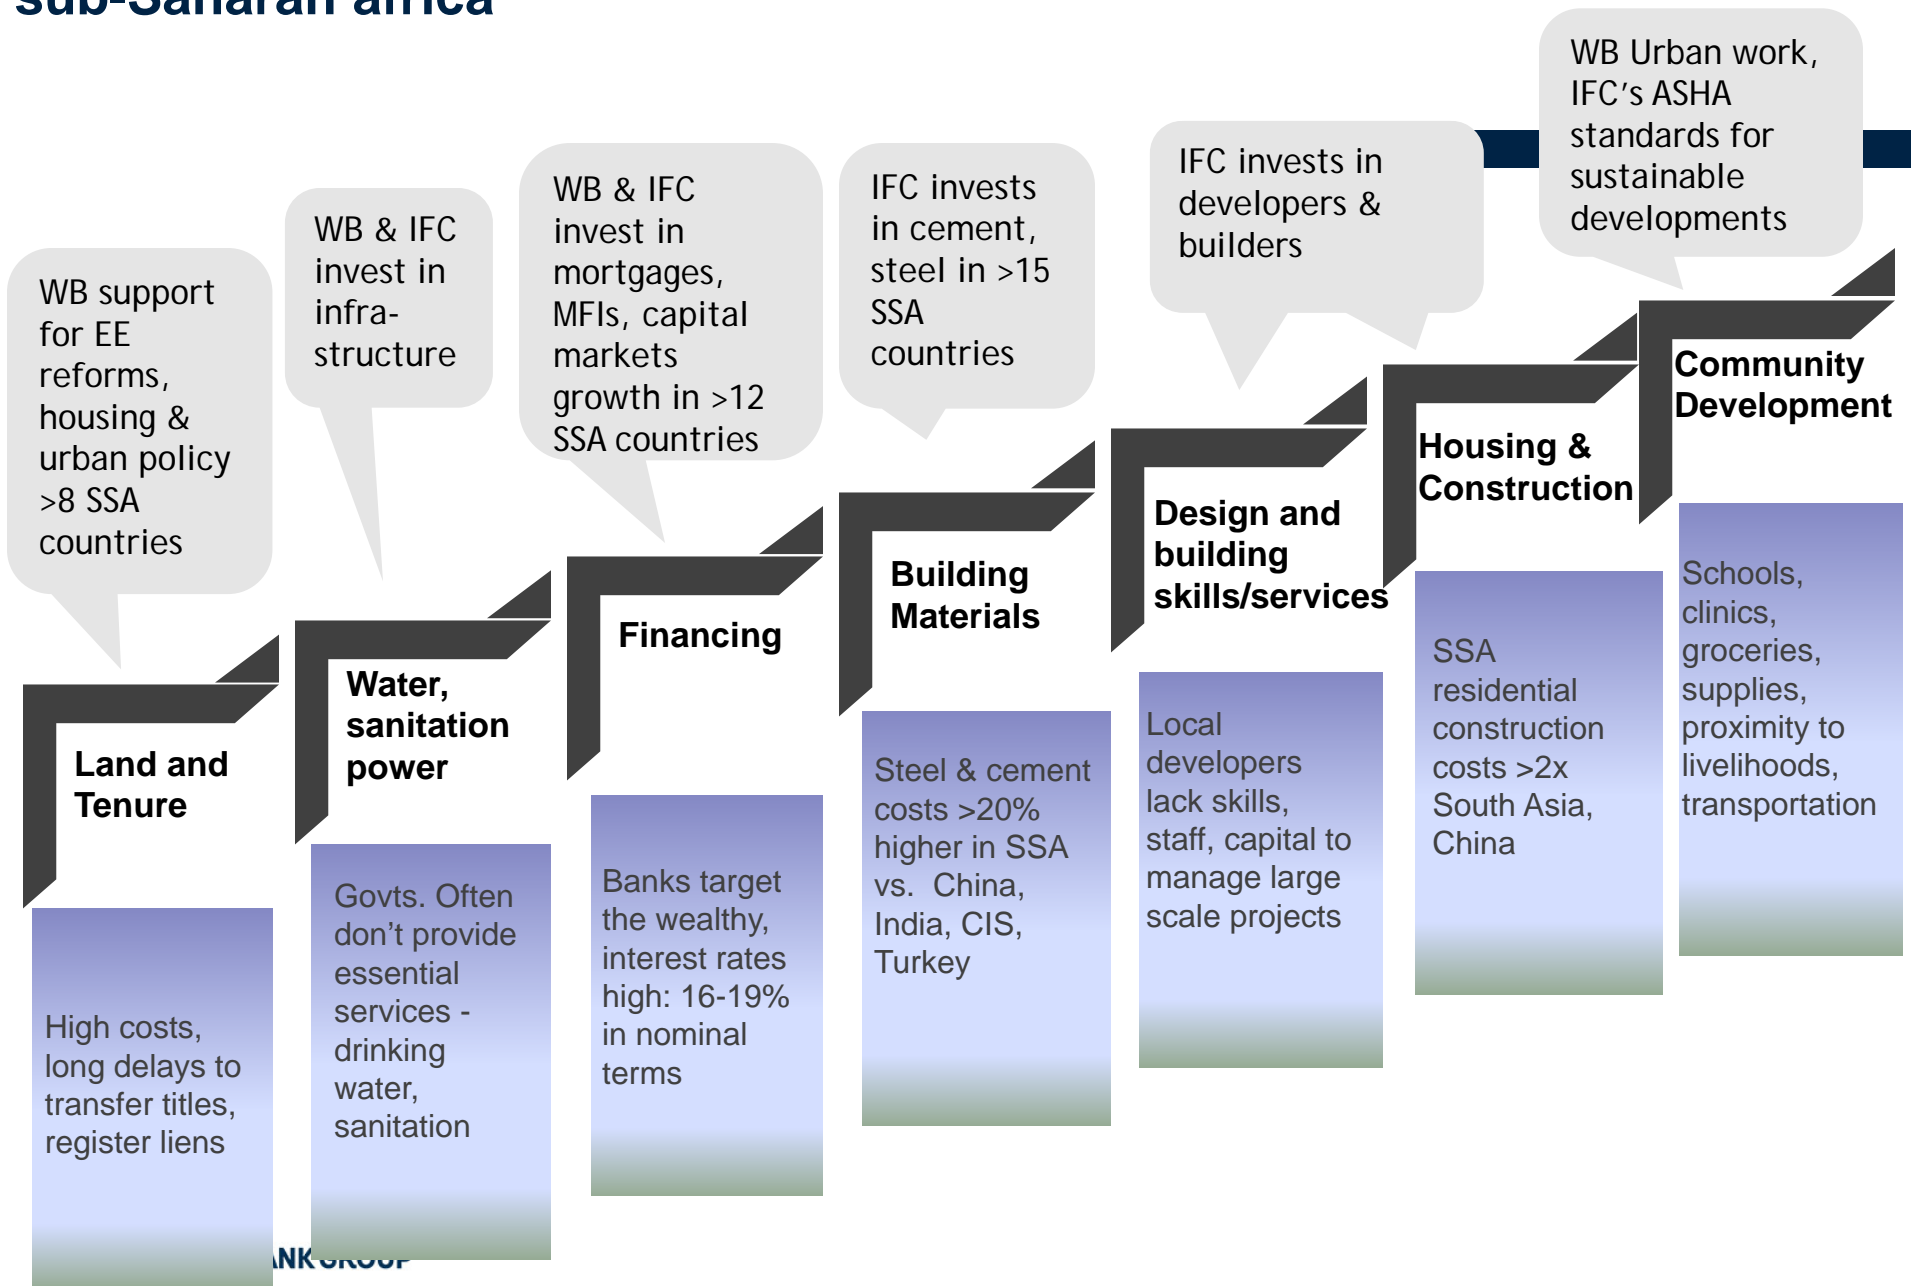 sub-Saharan africa
WB Urban work,
IFC's ASHA
standards for
sustainable
developments
IFC invests in
developers &
builders
IFC invests
in cement,
steel in >15
SSA
countries
WB & IFC
invest in
mortgages,
MFIs, capital
markets
growth in >12
SSA countries
WB & IFC
invest in
infra-
structure
WB support
for EE
reforms,
housing &
urban policy
>8 SSA
countries
Land and
Tenure
Water,
sanitation
power
Financing
Building
Materials
Design and
building
skills/services
Housing &
Construction
Community
Development
High costs,
long delays to
transfer titles,
register liens
Govts. Often
don't provide
essential
services -
drinking
water,
sanitation
Banks target
the wealthy,
interest rates
high: 16-19%
in nominal
terms
Steel & cement
costs >20%
higher in SSA
vs. China,
India, CIS,
Turkey
Local
developers
lack skills,
staff, capital to
manage large
scale projects
SSA
residential
construction
costs >2x
South Asia,
China
Schools,
clinics,
groceries,
supplies,
proximity to
livelihoods,
transportation
ANK GROUP